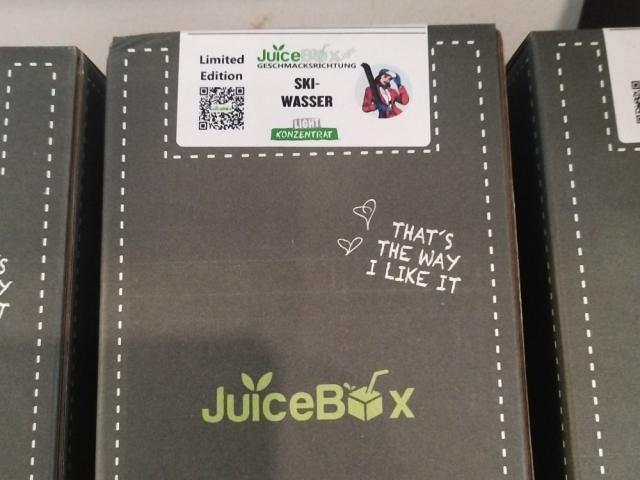 Limited
Edition
JuiceBox
GESCHMACKSRICHTUNG
SKI-
WASSER
LIGHT
KONZENTRAT
THAT'S
THE WAY
I LIKE IT
JuiceBox
S
Y
T